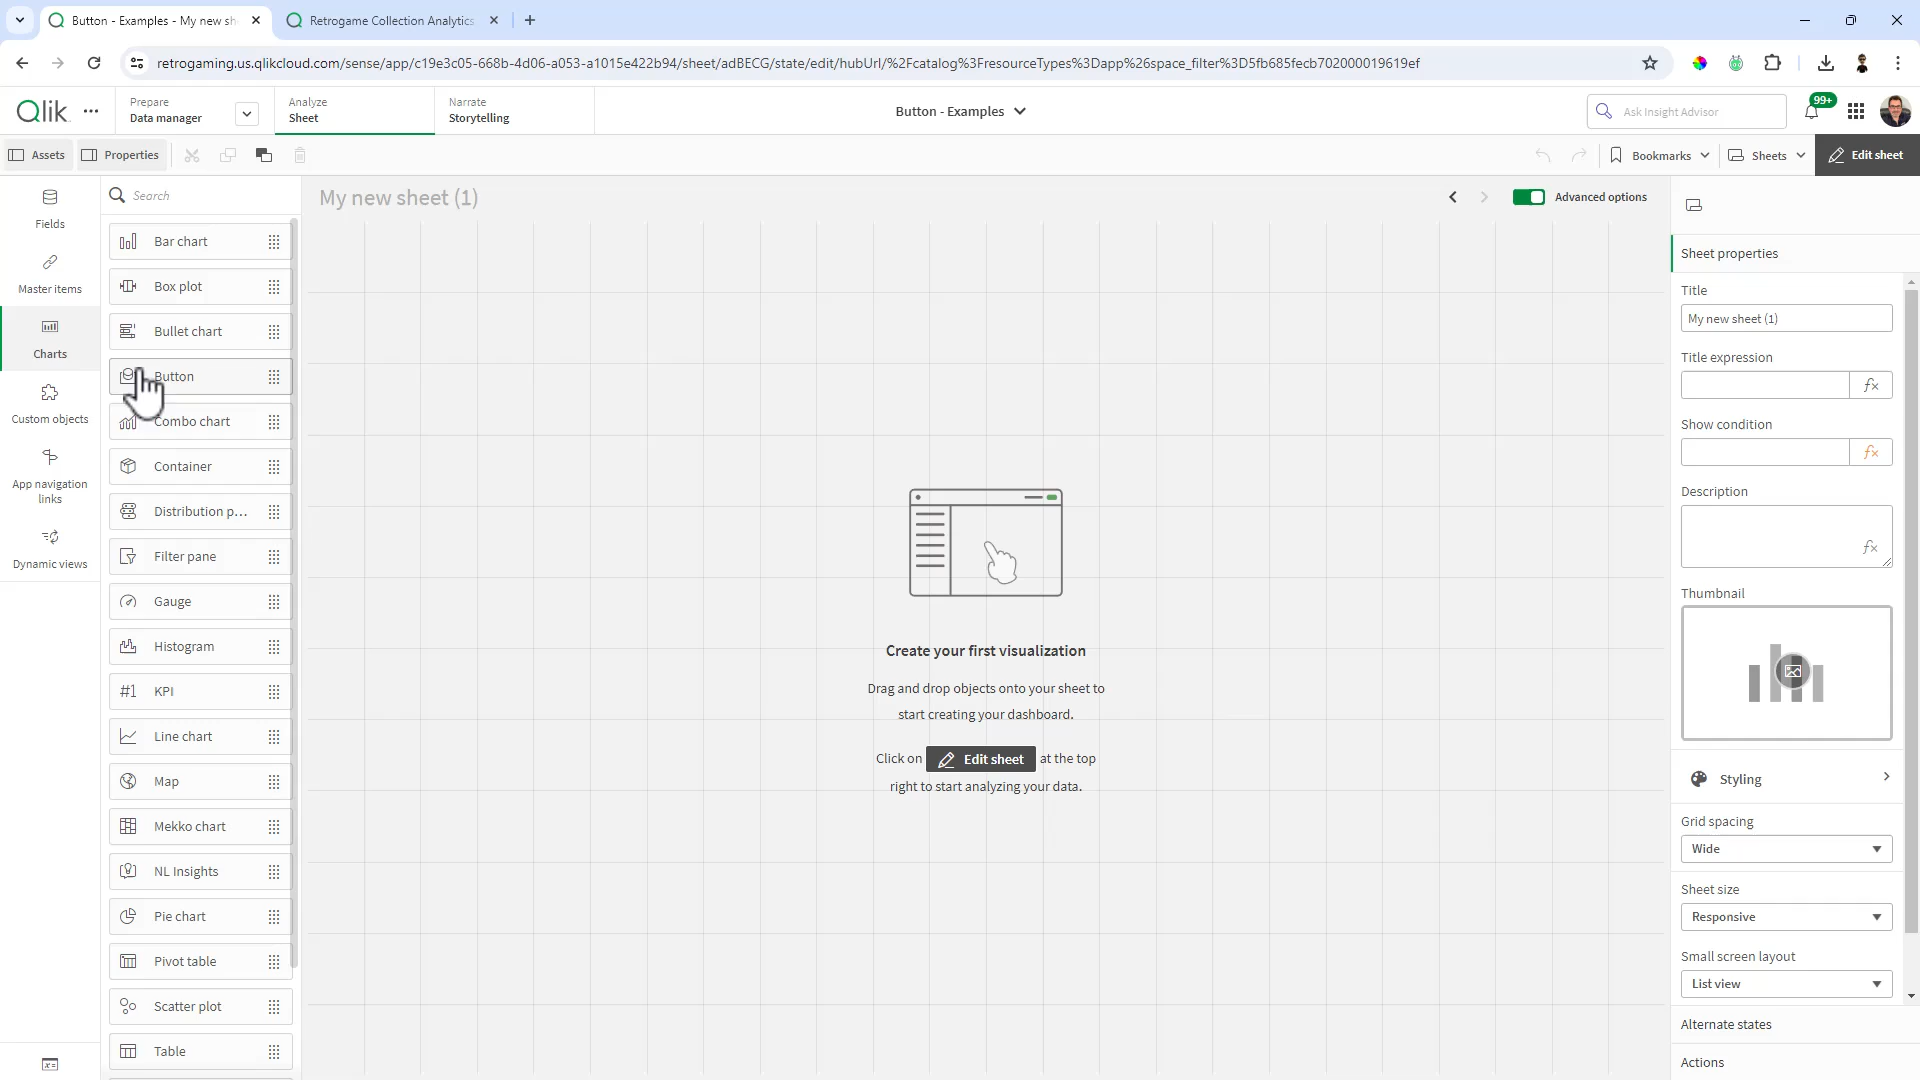 Button - Examples - My new sh
Retrogame Collection Analytics
retrogaming.us.qlikcloud.com/sense/app/c19e3c05-668b-4d06-a053-a1015e422b94/sheet/adBECG/state/edit/hubUrl/%2Fcatalog%3FresourceTypes%3Dapp%26space_filter%3D5fb685fecb702000019619ef
Qlik
Prepare
Data manager
Analyze
Sheet
Narrate
Storytelling
Button - Examples
Ask Insight Advisor
99+
Assets
Properties
Bookmarks
Sheets
Edit sheet
Fields
Master items
Charts
Custom objects
App navigation
links
Dynamic views
Search
Bar chart
Box plot
Bullet chart
Button
Combo chart
Container
Distribution p...
Filter pane
Gauge
Histogram
#1 KPI
Line chart
Map
Mekko chart
NL Insights
Pie chart
Pivot table
Scatter plot
Table
My new sheet (1)
Advanced options
Create your first visualization
Drag and drop objects onto your sheet to
start creating your dashboard.
Click on Edit sheet at the top
right to start analyzing your data.
Sheet properties
Title
My new sheet (1)
Title expression
fx
Show condition
fx
Description
fx
Thumbnail
Styling
Grid spacing
Wide
Sheet size
Responsive
Small screen layout
List view
Alternate states
Actions